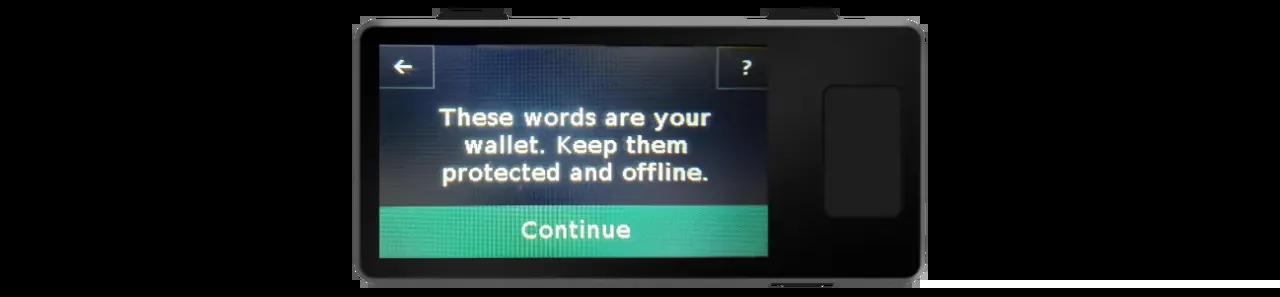 ←
?
These words are your
wallet. Keep them
protected and offline.
Continue